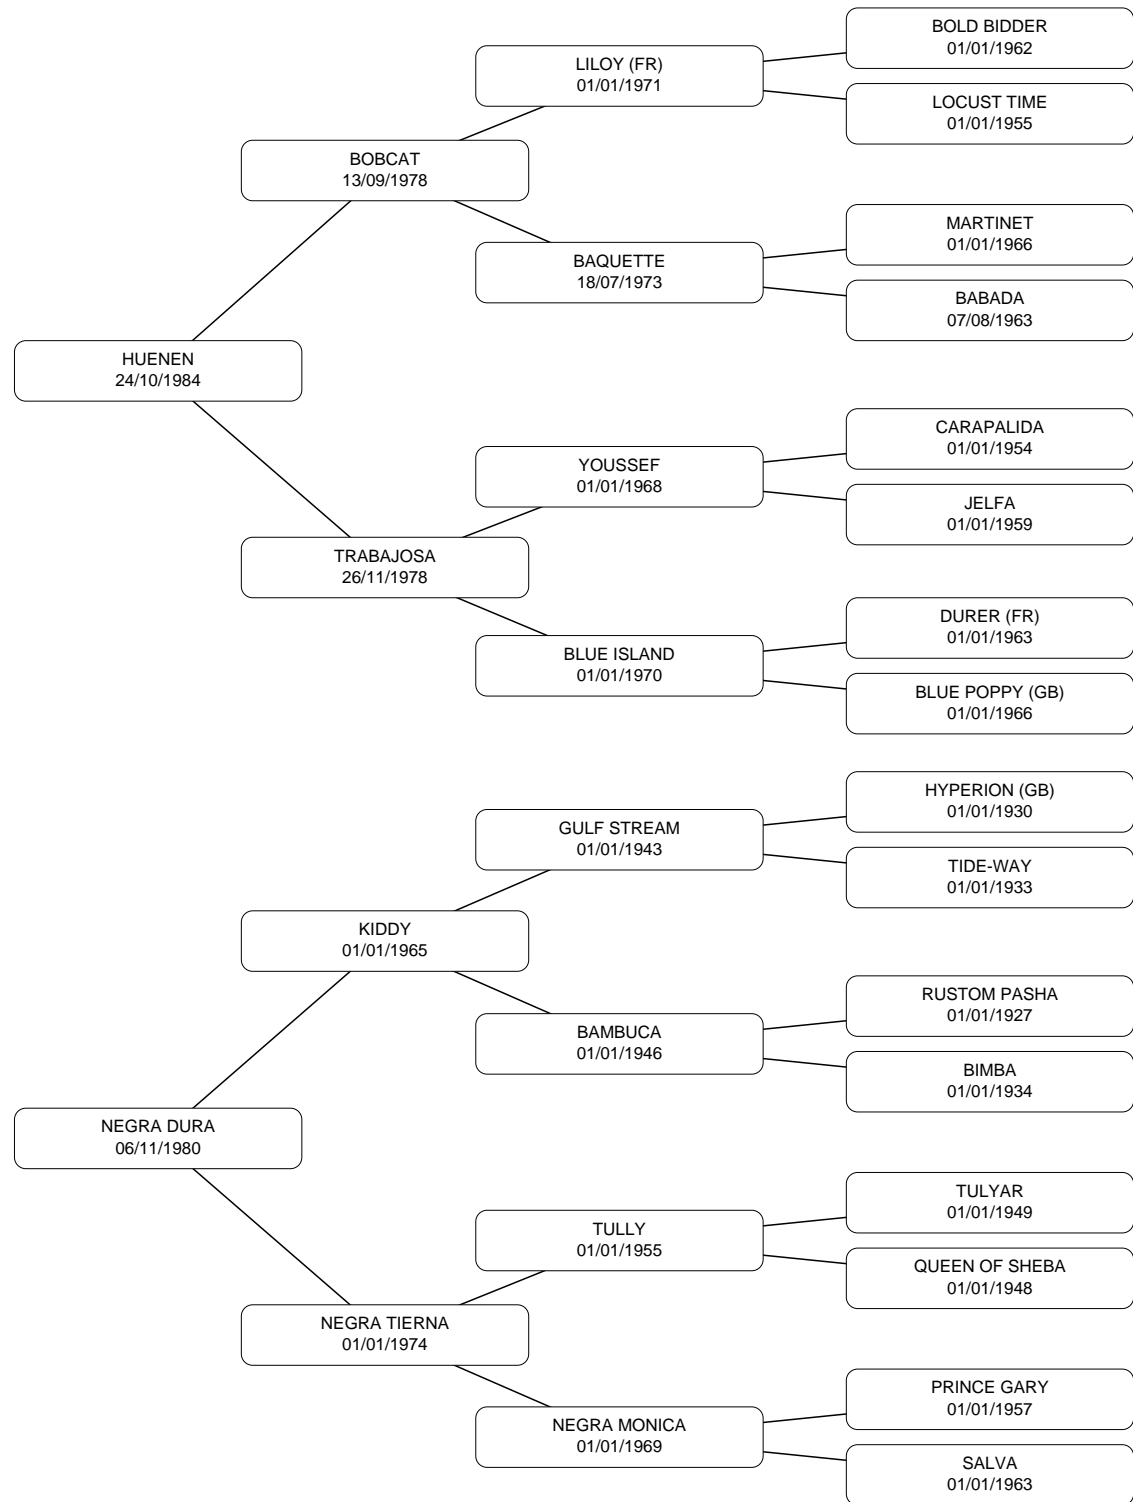 BOLD BIDDER
01/01/1962
LILOY (FR)
01/01/1971
LOCUST TIME
01/01/1955
BOBCAT
13/09/1978
MARTINET
01/01/1966
BAQUETTE
18/07/1973
BABADA
07/08/1963
HUENEN
24/10/1984
CARAPALIDA
01/01/1954
YOUSSEF
01/01/1968
JELFA
01/01/1959
TRABAJOSA
26/11/1978
DURER (FR)
01/01/1963
BLUE ISLAND
01/01/1970
BLUE POPPY (GB)
01/01/1966
HYPERION (GB)
01/01/1930
GULF STREAM
01/01/1943
TIDE-WAY
01/01/1933
KIDDY
01/01/1965
RUSTOM PASHA
01/01/1927
BAMBUCA
01/01/1946
BIMBA
01/01/1934
NEGRA DURA
06/11/1980
TULYAR
01/01/1949
TULLY
01/01/1955
QUEEN OF SHEBA
01/01/1948
NEGRA TIERNA
01/01/1974
PRINCE GARY
01/01/1957
NEGRA MONICA
01/01/1969
SALVA
01/01/1963